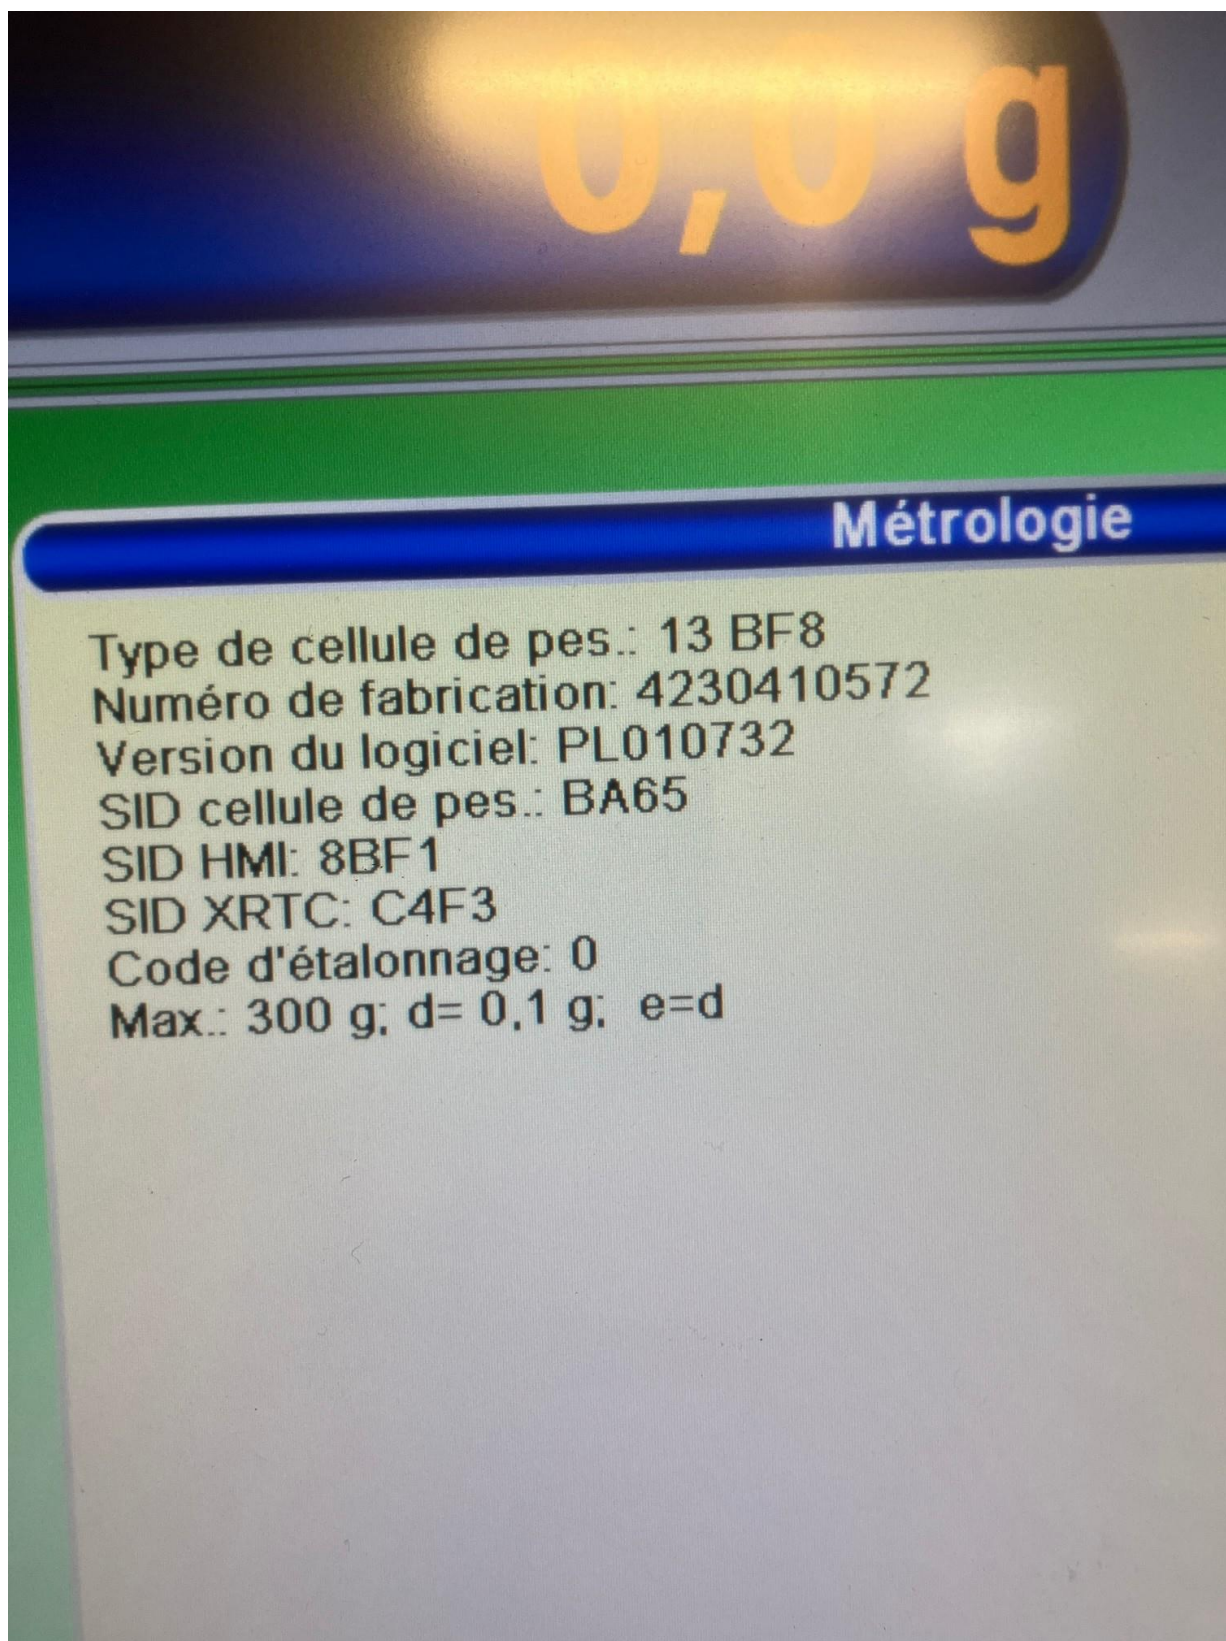 0,0 g
Métrologie
Type de cellule de pes.: 13 BF8
Numéro de fabrication: 4230410572
Version du logiciel: PL010732
SID cellule de pes.: BA65
SID HMI: 8BF1
SID XRTC: C4F3
Code d'étalonnage: 0
Max.: 300 g; d= 0,1 g;  e=d